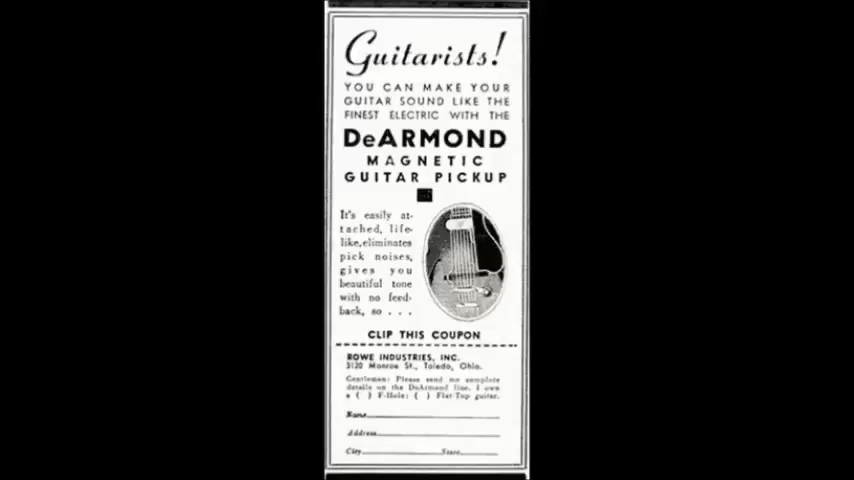 Guitarists!
YOU CAN MAKE YOUR
GUITAR SOUND LIKE THE
FINEST ELECTRIC WITH THE
DeARMOND
MAGNETIC
GUITAR PICKUP
It's easily at-
tached, life-
like, eliminates
pick noises,
gives you
beautiful tone
with no feed-
back, so . . .
CLIP THIS COUPON
ROWE INDUSTRIES, INC.
3120 Monroe St., Toledo, Ohio.
Gentlemen: Please send me complete
details on the DeArmond line. I own
a ( ) F-Hole: ( ) Flat-Top guitar.
Name
Address
City State